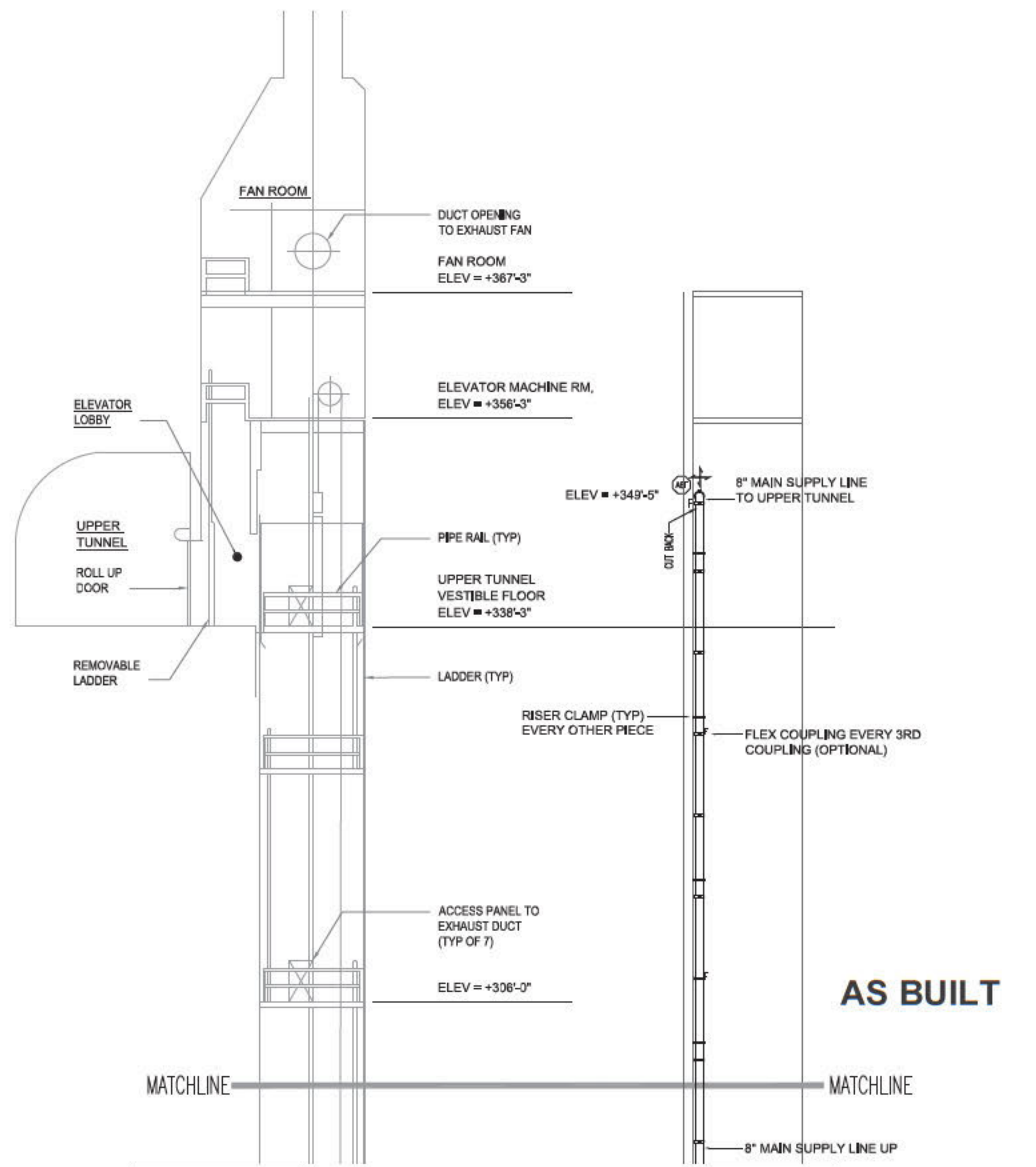 FAN ROOM
DUCT OPENING
TO EXHAUST FAN
FAN ROOM
ELEV = +367'-3"
ELEVATOR MACHINE RM,
ELEV = +356'-3"
ELEVATOR
LOBBY
ELEV = +349'-5"
ABT
F
8" MAIN SUPPLY LINE
TO UPPER TUNNEL
CUT BACK
UPPER
TUNNEL
PIPE RAIL (TYP)
ROLL UP
DOOR
UPPER TUNNEL
VESTIBLE FLOOR
ELEV = +338'-3"
REMOVABLE
LADDER
LADDER (TYP)
RISER CLAMP (TYP)
EVERY OTHER PIECE
F
FLEX COUPLING EVERY 3RD
COUPLING (OPTIONAL)
ACCESS PANEL TO
EXHAUST DUCT
(TYP OF 7)
F
ELEV = +306'-0"
AS BUILT
MATCHLINE
MATCHLINE
8" MAIN SUPPLY LINE UP